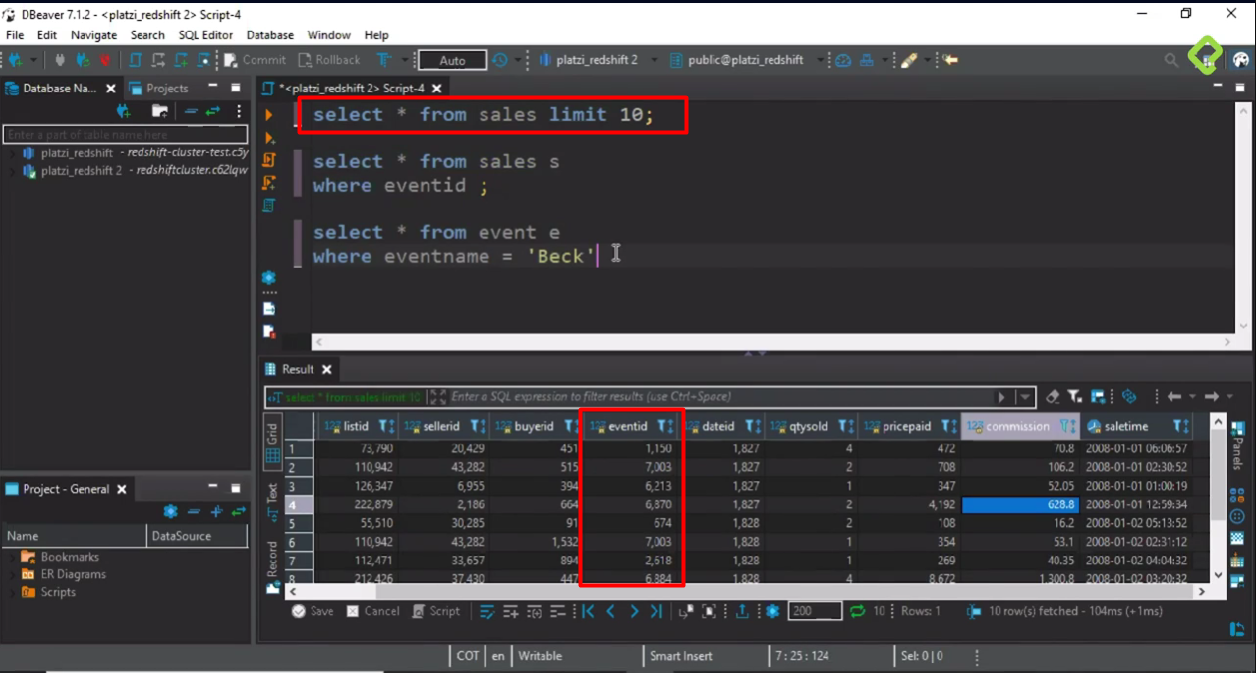 DBeaver 7.1.2 - <platzi_redshift 2> Script-4
File Edit Navigate Search SQL Editor Database Window Help
Commit Rollback Auto platzi_redshift 2 public@platzi_redshift
Database Na... Projects
*<platzi_redshift 2> Script-4
Enter a part of table name here
platzi_redshift - redshift-cluster-test.c5y
platzi_redshift 2 - redshiftcluster.c62lqw
select * from sales limit 10;
select * from sales s
where eventid ;
select * from event e
where eventname = 'Beck'
Result
select * from sales limit 10 Enter a SQL expression to filter results (use Ctrl+Space)
Grid
Text
Record
Panels
123 listid 123 sellerid 123 buyerid 123 eventid 123 dateid 123 qtysold 123 pricepaid 123 commission saletime
1 73,790 20,429 451 1,150 1,827 4 472 70.8 2008-01-01 06:06:57
2 110,942 43,282 515 7,003 1,827 2 708 106.2 2008-01-01 02:30:52
3 126,347 6,955 394 6,213 1,827 1 347 52.05 2008-01-01 01:00:19
4 222,879 2,186 664 6,870 1,827 2 4,192 628.8 2008-01-01 12:59:34
5 55,510 30,285 91 674 1,828 2 108 16.2 2008-01-02 05:13:52
6 110,942 43,282 1,532 7,003 1,828 1 354 53.1 2008-01-02 02:31:12
7 112,471 33,657 894 2,618 1,828 1 269 40.35 2008-01-02 04:04:32
8 212,426 37,430 447 6,884 1,828 4 8,672 1,300.8 2008-01-02 03:20:32
Save Cancel Script 200 10 Rows: 1 10 row(s) fetched - 104ms (+1ms)
Project - General
Name DataSource
Bookmarks
ER Diagrams
Scripts
COT en Writable Smart Insert 7 : 25 : 124 Sel: 0 | 0